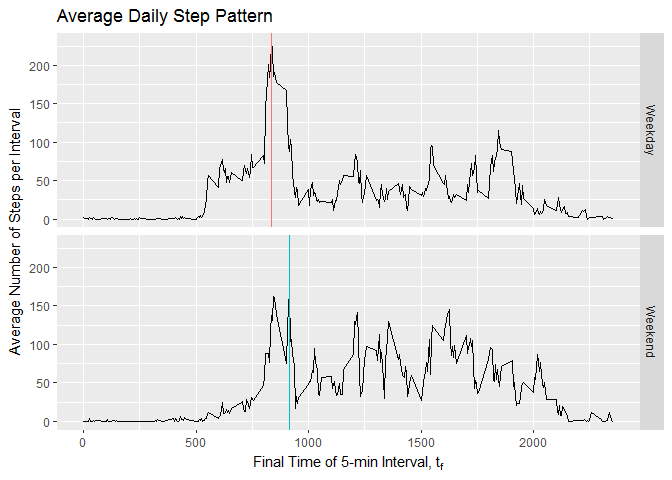 Average Daily Step Pattern
Average Number of Steps per Interval
200
150
100
50
0
Weekday
200
150
100
50
0
Weekend
0 500 1000 1500 2000
Final Time of 5-min Interval, t_f